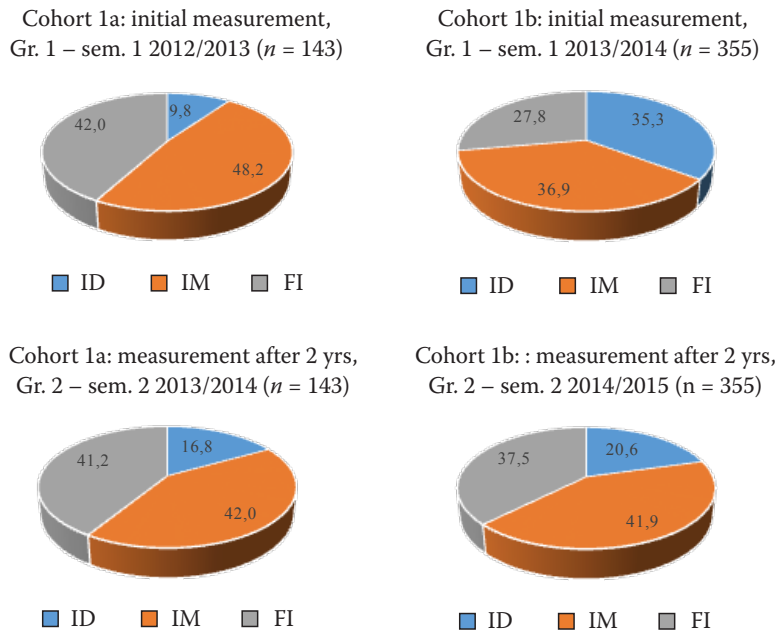 Cohort 1a: initial measurement,
Gr. 1 – sem. 1 2012/2013 (n = 143)
9,8
42,0
48,2
ID IM FI
Cohort 1b: initial measurement,
Gr. 1 – sem. 1 2013/2014 (n = 355)
27,8
35,3
36,9
ID IM FI
Cohort 1a: measurement after 2 yrs,
Gr. 2 – sem. 2 2013/2014 (n = 143)
16,8
41,2
42,0
ID IM FI
Cohort 1b: : measurement after 2 yrs,
Gr. 2 – sem. 2 2014/2015 (n = 355)
20,6
37,5
41,9
ID IM FI